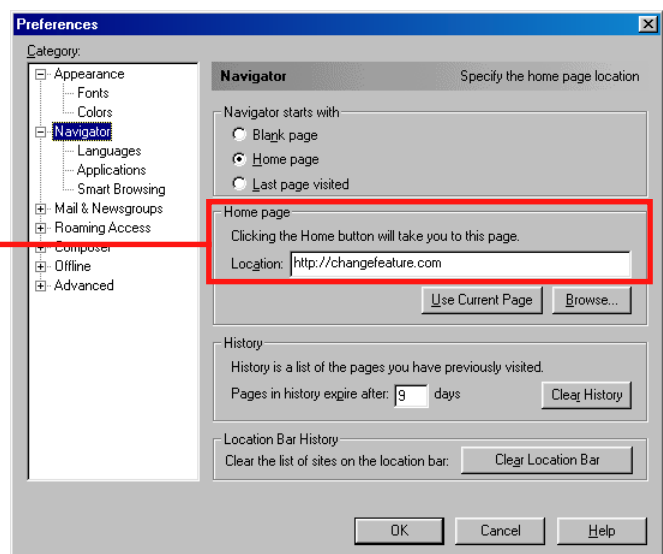 Preferences
Category:
Appearance
Fonts
Colors
Navigator
Languages
Applications
Smart Browsing
Mail & Newsgroups
Roaming Access
Composer
Offline
Advanced
Navigator Specify the home page location
Navigator starts with
Blank page
Home page
Last page visited
Home page
Clicking the Home button will take you to this page.
Location: http://changefeature.com
Use Current Page Browse...
History
History is a list of the pages you have previously visited.
Pages in history expire after: 9 days Clear History
Location Bar History
Clear the list of sites on the location bar: Clear Location Bar
OK Cancel Help